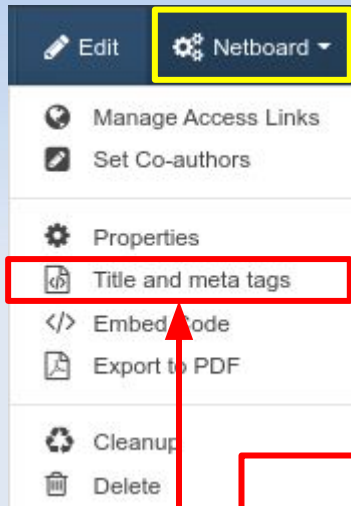 Edit Netboard
Manage Access Links
Set Co-authors
Properties
Title and meta tags
Embed Code
Export to PDF
Cleanup
Delete